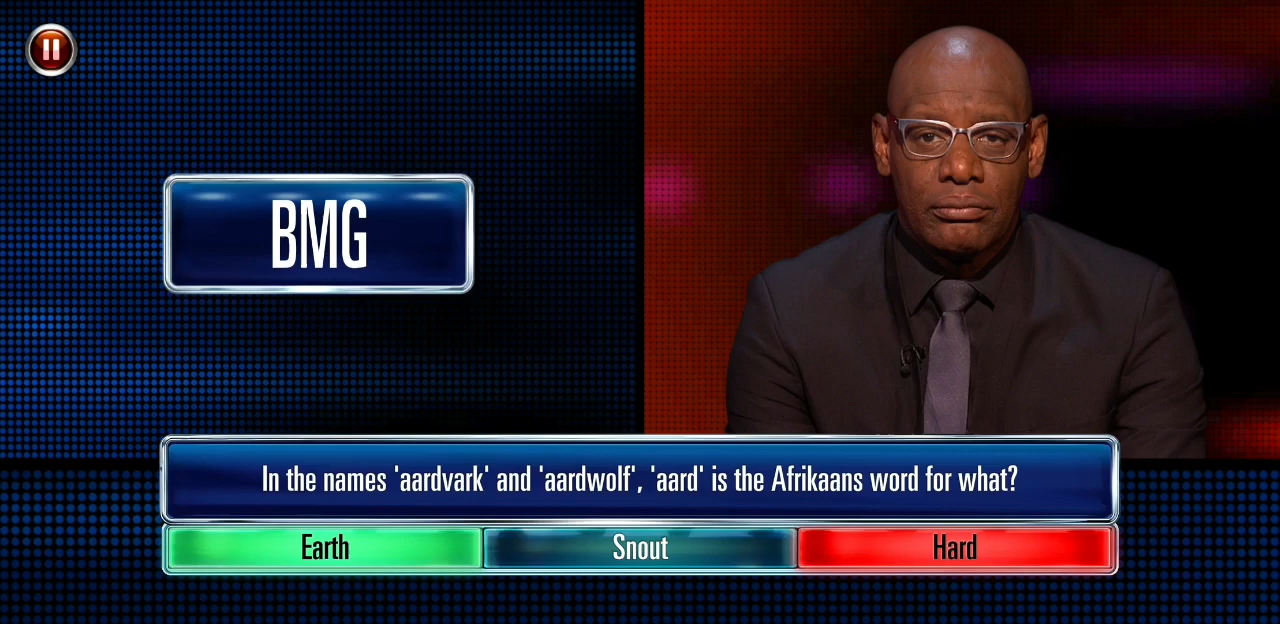 BMG
In the names 'aardvark' and 'aardwolf', 'aard' is the Afrikaans word for what?
Earth
Snout
Hard